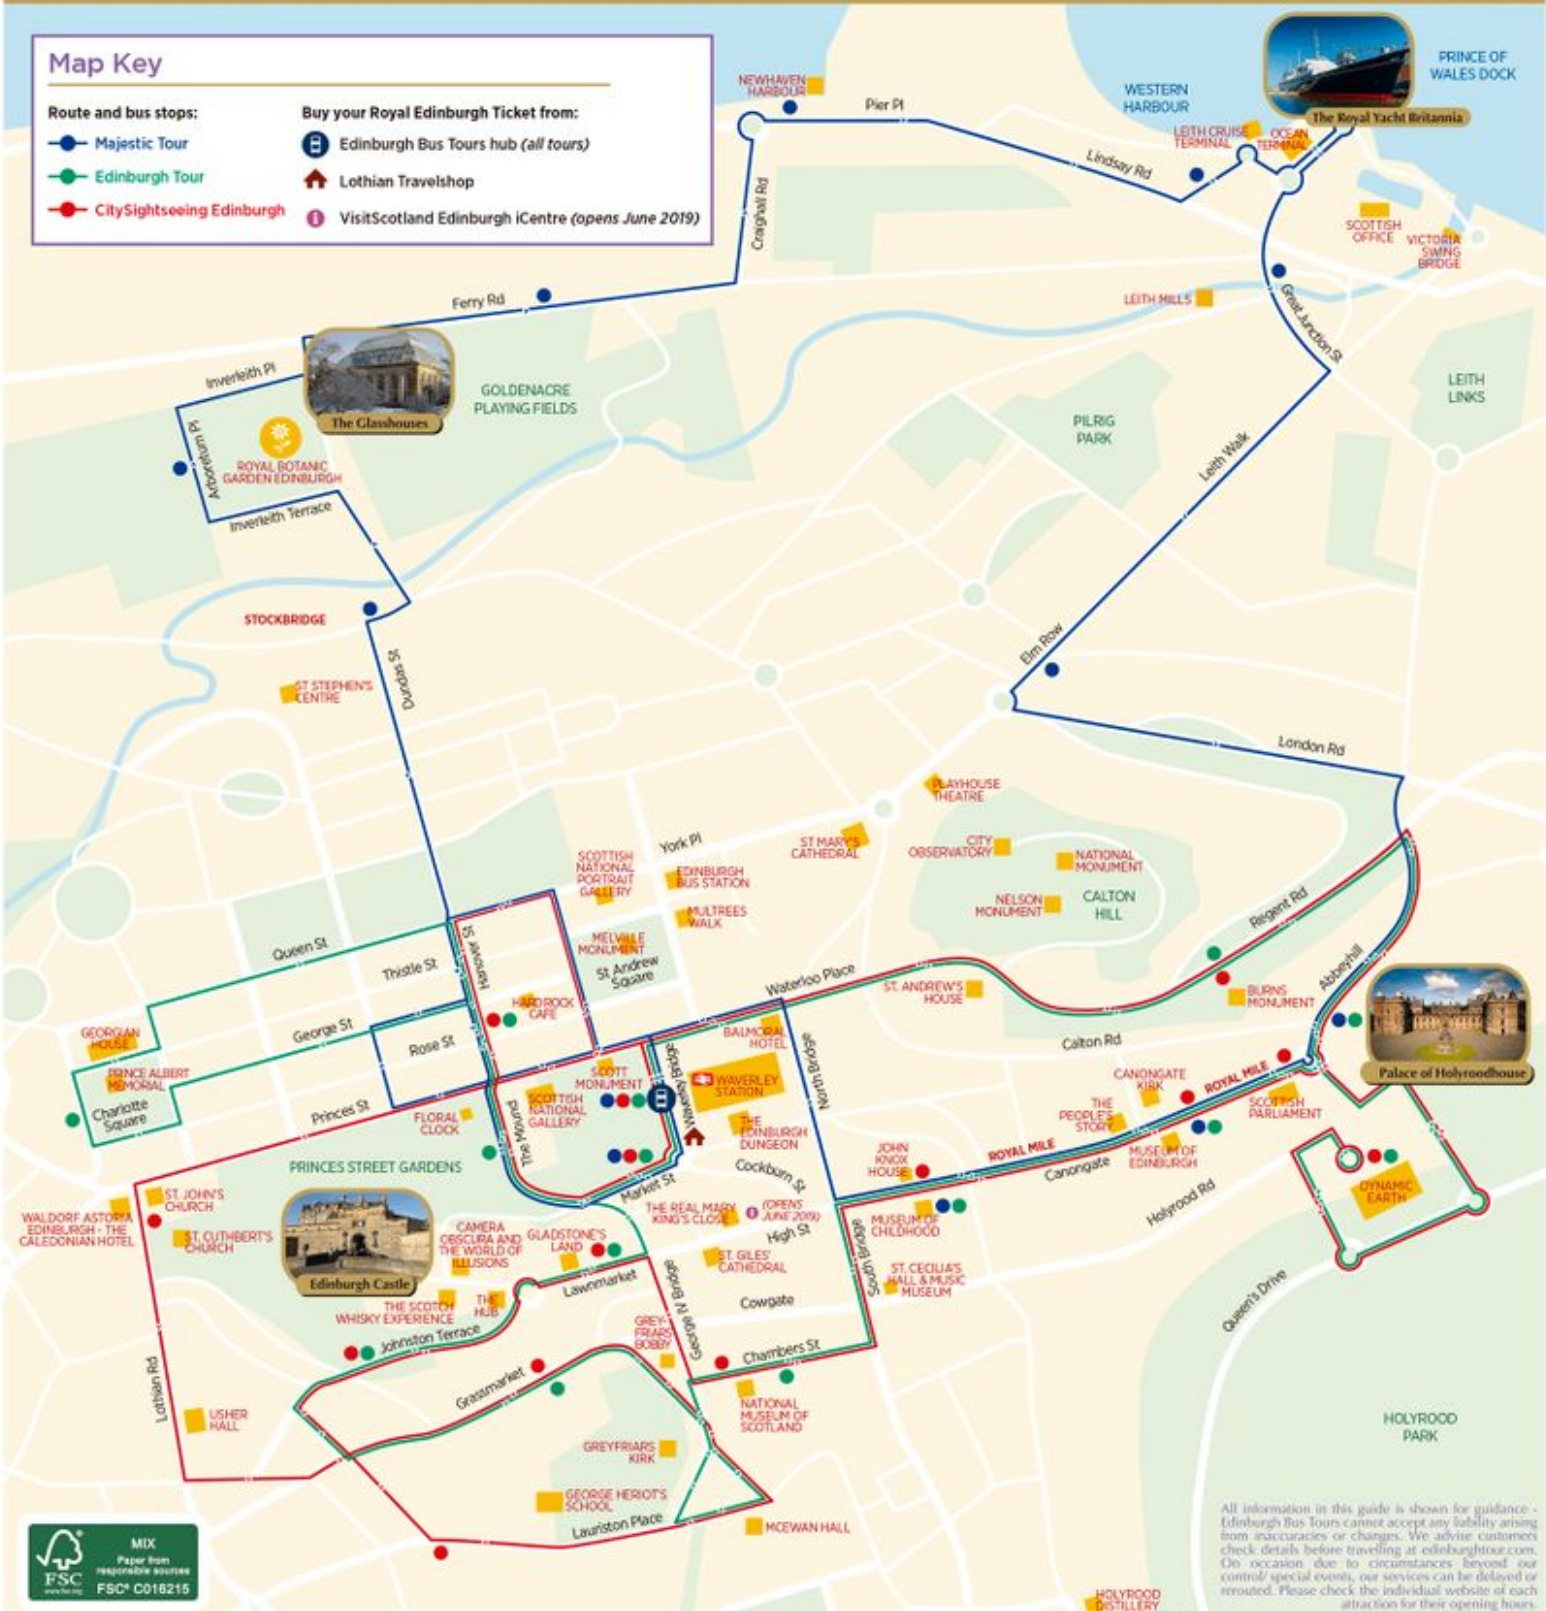 Map Key
Route and bus stops:
Majestic Tour
Edinburgh Tour
CitySightseeing Edinburgh
Buy your Royal Edinburgh Ticket from:
Edinburgh Bus Tours hub (all tours)
Lothian Travelshop
VisitScotland Edinburgh iCentre (opens June 2019)
NEWHAVEN
HARBOUR
Pier Pl
WESTERN
HARBOUR
PRINCE OF
WALES DOCK
The Royal Yacht Britannia
LEITH CRUISE
TERMINAL
OCEAN
TERMINAL
Lindsay Rd
Craighall Rd
SCOTTISH
OFFICE
VICTORIA
SWING
BRIDGE
Ferry Rd
LEITH MILLS
Great Junction St
Inverleith Pl
The Glasshouses
GOLDENACRE
PLAYING FIELDS
LEITH
LINKS
PILRIG
PARK
Leith Walk
Arboretum Pl
ROYAL BOTANIC
GARDEN EDINBURGH
Inverleith Terrace
STOCKBRIDGE
Elm Row
Dundas St
ST STEPHEN'S
CENTRE
London Rd
PLAYHOUSE
THEATRE
York Pl
ST MARY'S
CATHEDRAL
CITY
OBSERVATORY
NATIONAL
MONUMENT
NELSON
MONUMENT
CALTON
HILL
SCOTTISH
NATIONAL
PORTRAIT
GALLERY
EDINBURGH
BUS STATION
MULTREES
WALK
Regent Rd
Queen St
Hanover St
Thistle St
MELVILLE
MONUMENT
St Andrew
Square
Waterloo Place
ST. ANDREW'S
HOUSE
BURNS
MONUMENT
Abbeyhill
HARD ROCK
CAFE
GEORGIAN
HOUSE
George St
Rose St
BALMORAL
HOTEL
Calton Rd
Palace of Holyroodhouse
PRINCE ALBERT
MEMORIAL
Charlotte
Square
SCOTT
MONUMENT
Waverley Bridge
WAVERLEY
STATION
North Bridge
CANONGATE
KIRK
ROYAL MILE
SCOTTISH
PARLIAMENT
Princes St
FLORAL
CLOCK
The Mound
SCOTTISH
NATIONAL
GALLERY
THE
EDINBURGH
DUNGEON
THE
PEOPLE'S
STORY
PRINCES STREET GARDENS
Cockburn St
JOHN
KNOX
HOUSE
ROYAL MILE
Canongate
MUSEUM OF
EDINBURGH
DYNAMIC
EARTH
Market St
Holyrood Rd
WALDORF ASTORIA
EDINBURGH - THE
CALEDONIAN HOTEL
ST. JOHN'S
CHURCH
ST. CUTHBERT'S
CHURCH
Edinburgh Castle
CAMERA
OBSCURA AND
THE WORLD OF
ILLUSIONS
GLADSTONE'S
LAND
THE REAL MARY
KING'S CLOSE
(OPENS
JUNE 2019)
High St
ST. GILES'
CATHEDRAL
MUSEUM OF
CHILDHOOD
South Bridge
ST. CECILIA'S
HALL & MUSIC
MUSEUM
Lawnmarket
George IV Bridge
Cowgate
Queen's Drive
THE SCOTCH
WHISKY EXPERIENCE
THE
HUB
Johnston Terrace
GREY-
FRIARS
BOBBY
Chambers St
Lothian Rd
Grassmarket
NATIONAL
MUSEUM OF
SCOTLAND
USHER
HALL
GREYFRIARS
KIRK
HOLYROOD
PARK
GEORGE HERIOT'S
SCHOOL
Lauriston Place
MCEWAN HALL
HOLYROOD
DISTILLERY
FSC
www.fsc.org
MIX
Paper from
responsible sources
FSC® C016215
All information in this guide is shown for guidance -
Edinburgh Bus Tours cannot accept any liability arising
from inaccuracies or changes. We advise customers
check details before travelling at edinburghtour.com.
On occasion due to circumstances beyond our
control/ special events, our services can be delayed or
rerouted. Please check the individual website of each
attraction for their opening hours.